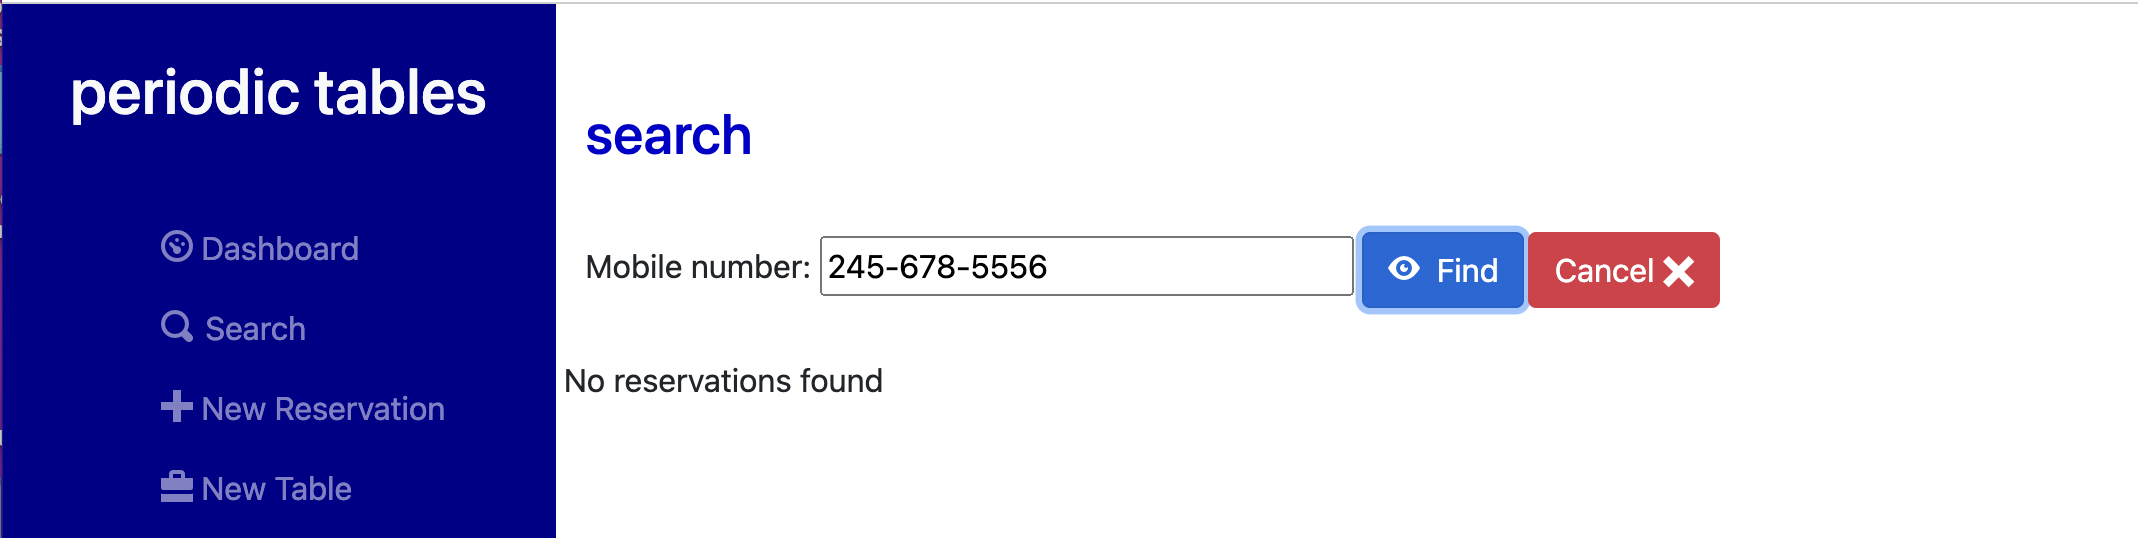 periodic tables
Dashboard
Search
New Reservation
New Table
search
Mobile number: 245-678-5556 Find Cancel
No reservations found